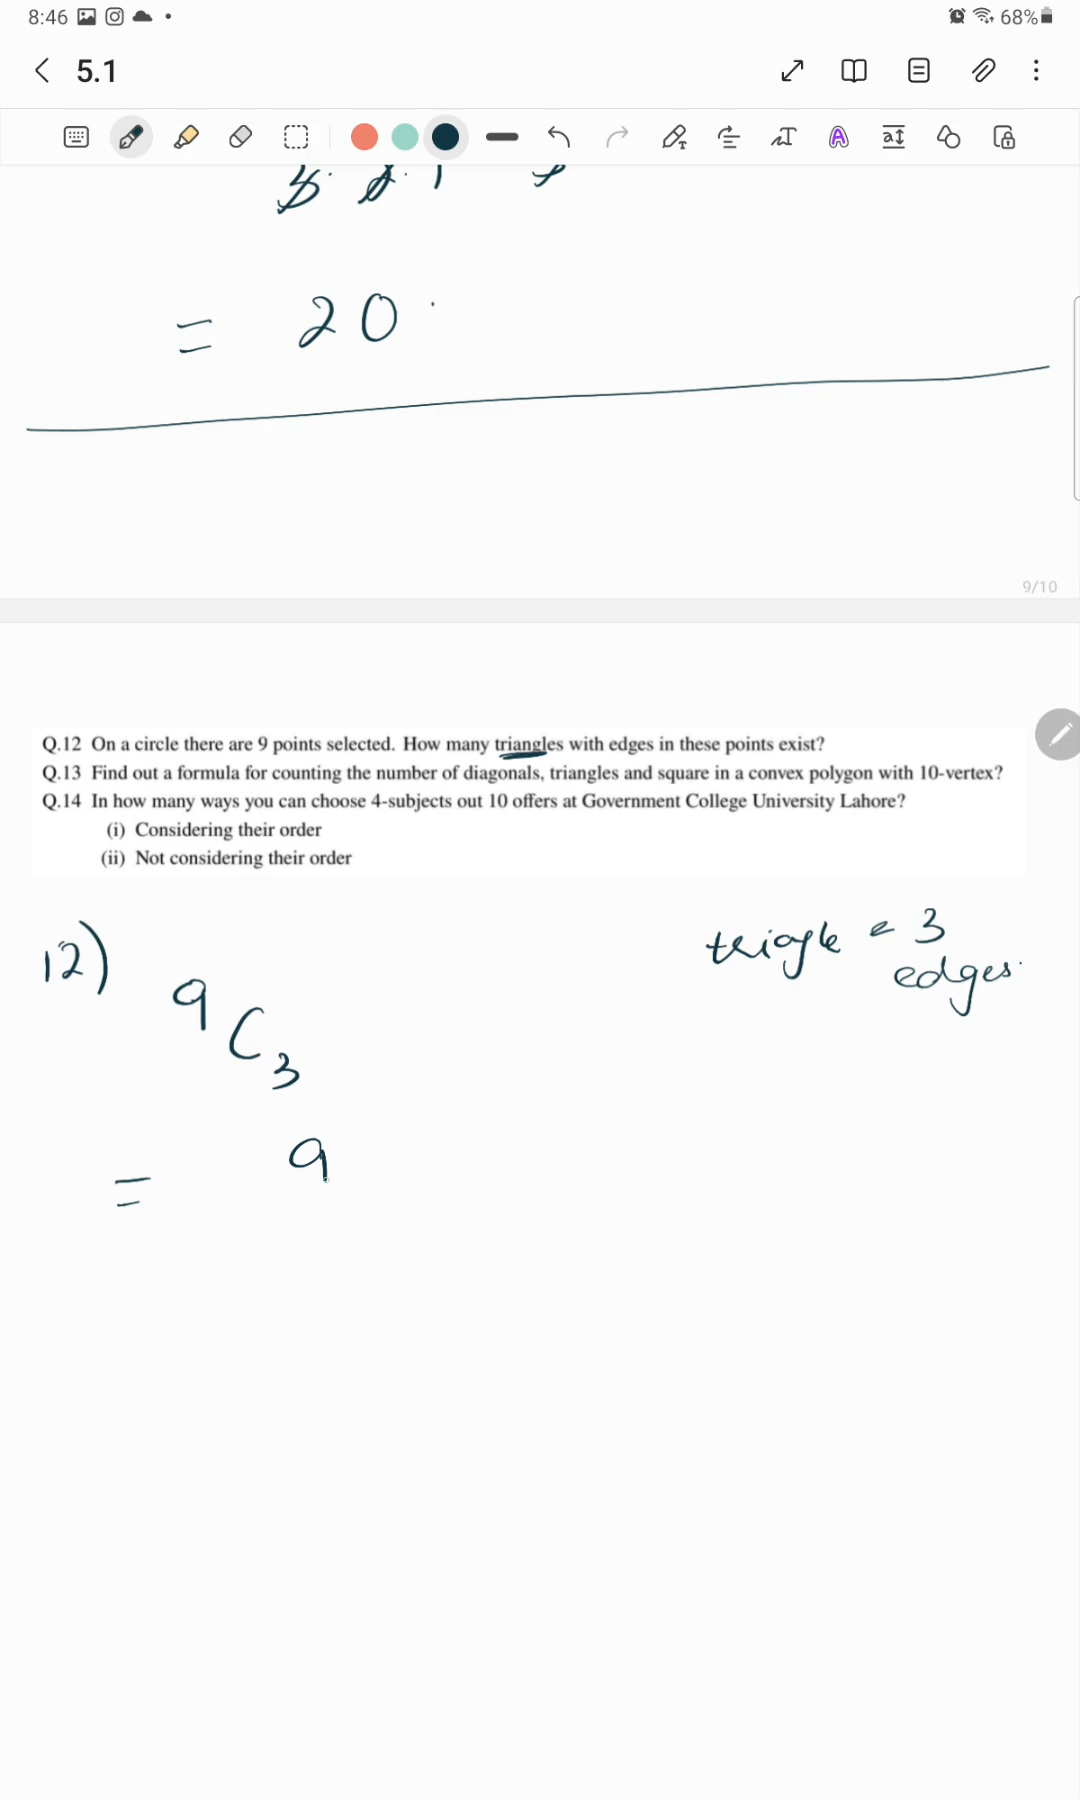 8:46 68%
5.1
= 20
9/10
Q.12 On a circle there are 9 points selected. How many triangles with edges in these points exist?
Q.13 Find out a formula for counting the number of diagonals, triangles and square in a convex polygon with 10-vertex?
Q.14 In how many ways you can choose 4-subjects out 10 offers at Government College University Lahore?
(i) Considering their order
(ii) Not considering their order
12)
9C3
triagle = 3
edges.
= 9